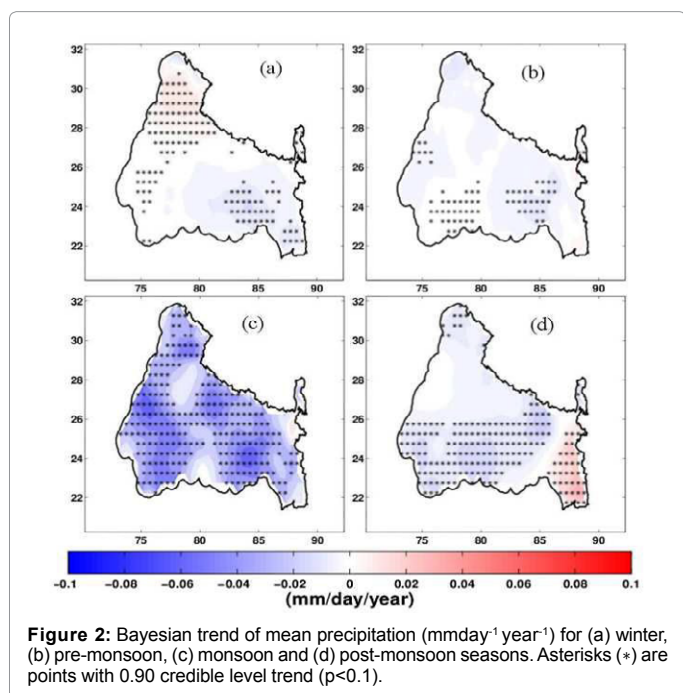 32
30
28
26
24
22
(a)
75 80 85 90
32
30
28
26
24
22
(b)
75 80 85 90
32
30
28
26
24
22
(c)
75 80 85 90
32
30
28
26
24
22
(d)
75 80 85 90
−0.1 −0.08 −0.06 −0.04 −0.02 0 0.02 0.04 0.06 0.08 0.1
(mm/day/year)
Figure 2: Bayesian trend of mean precipitation (mmday-1 year-1) for (a) winter,
(b) pre-monsoon, (c) monsoon and (d) post-monsoon seasons. Asterisks (*) are
points with 0.90 credible level trend (p<0.1).